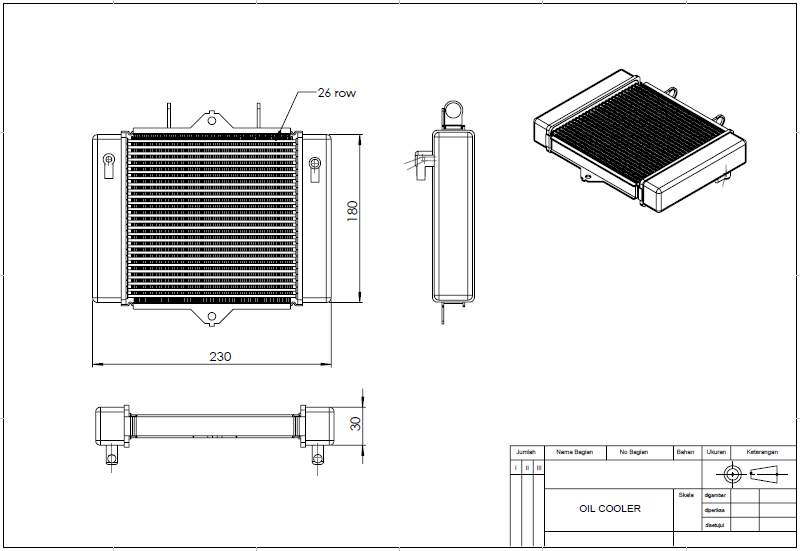 26 row
180
230
30
Jumlah Nama Bagian No Bagian Bahan Ukuran Keterangan
I II III
OIL COOLER
Skala
digambar
diperiksa
disetujui